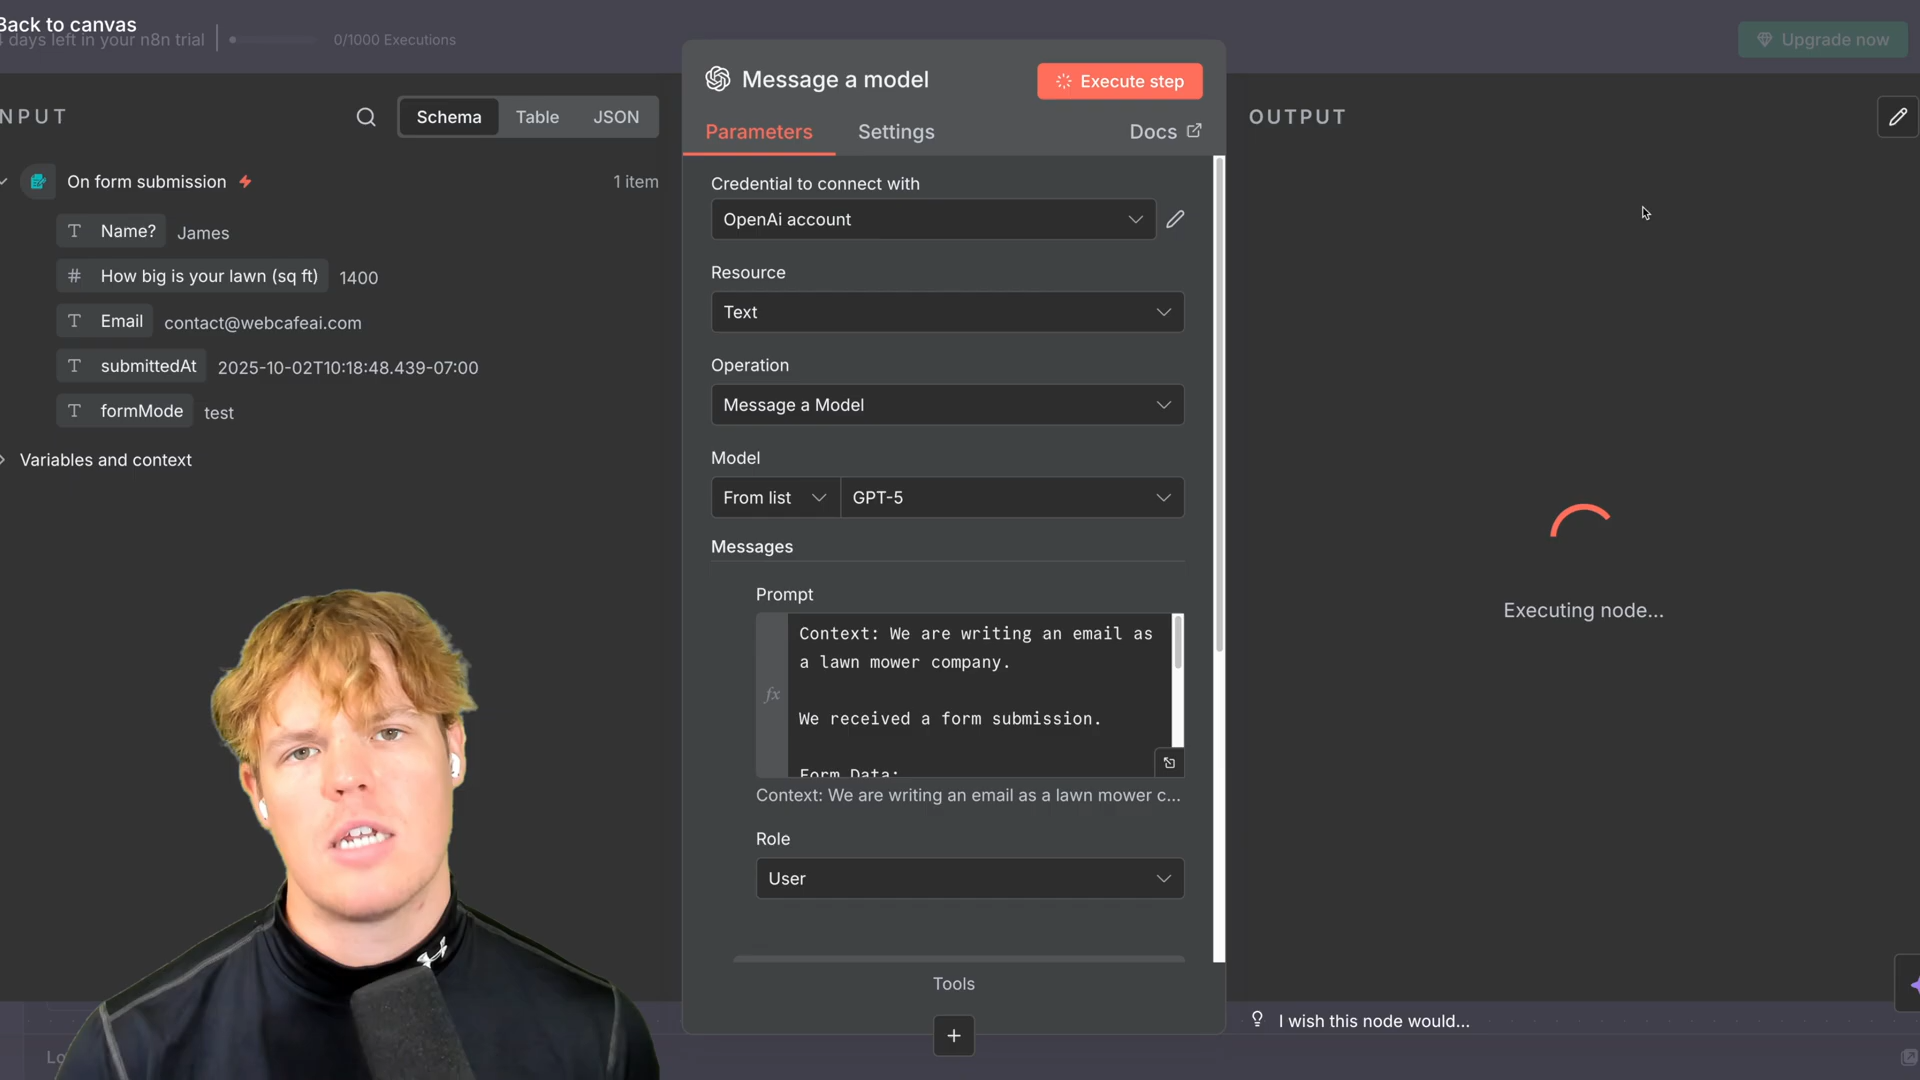 Back to canvas
days left in your n8n trial
0/1000 Executions
Upgrade now
NPUT
Schema
Table
JSON
On form submission
1 item
T Name? James
# How big is your lawn (sq ft) 1400
T Email contact@webcafeai.com
T submittedAt 2025-10-02T10:18:48.439-07:00
T formMode test
Variables and context
Message a model
Execute step
Parameters
Settings
Docs
Credential to connect with
OpenAi account
Resource
Text
Operation
Message a Model
Model
From list
GPT-5
Messages
Prompt
fx
Context: We are writing an email as
a lawn mower company.
We received a form submission.
Form Data:
Context: We are writing an email as a lawn mower c...
Role
User
Tools
OUTPUT
Executing node...
I wish this node would...
Lo